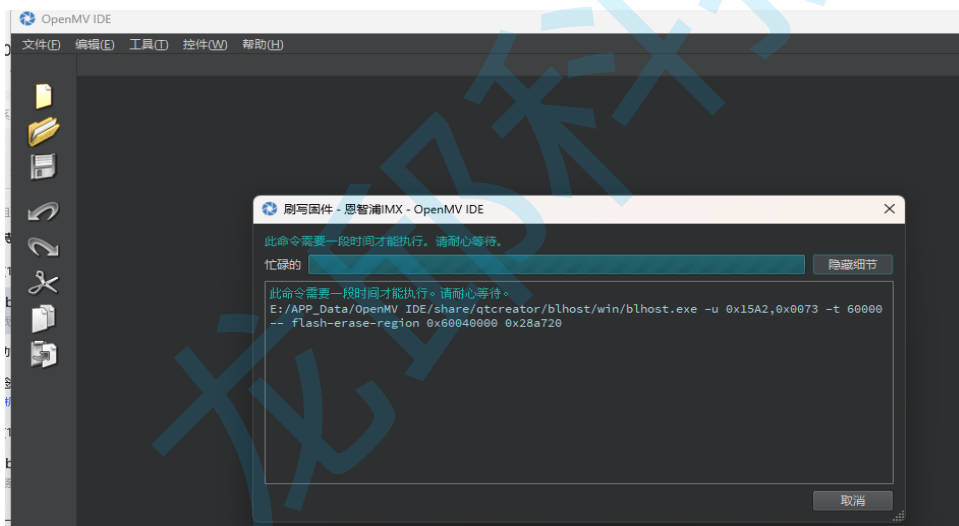 OpenMV IDE
文件(F) 编辑(E) 工具(T) 控件(W) 帮助(H)
刷写固件 - 恩智浦IMX - OpenMV IDE
此命令需要一段时间才能执行。请耐心等待。
忙碌的
隐藏细节
此命令需要一段时间才能执行。请耐心等待。
E:/APP_Data/OpenMV IDE/share/qtcreator/blhost/win/blhost.exe -u 0x15A2,0x0073 -t 60000
-- flash-erase-region 0x60040000 0x28a720
取消
龙邱科技